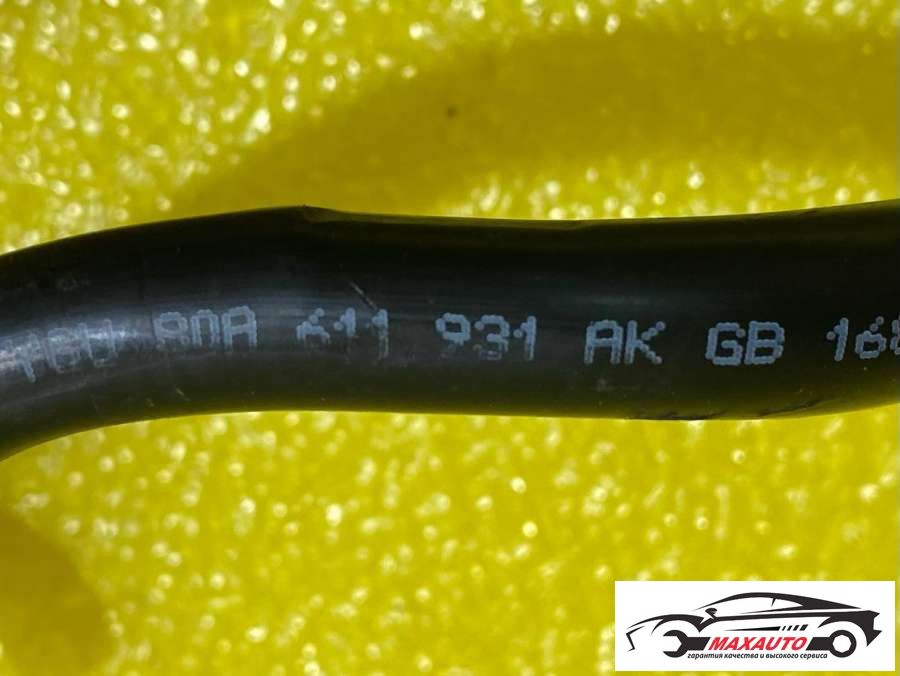 80A 611 931 AK GB
MAXAUTO
гарантия качества и высокого сервиса